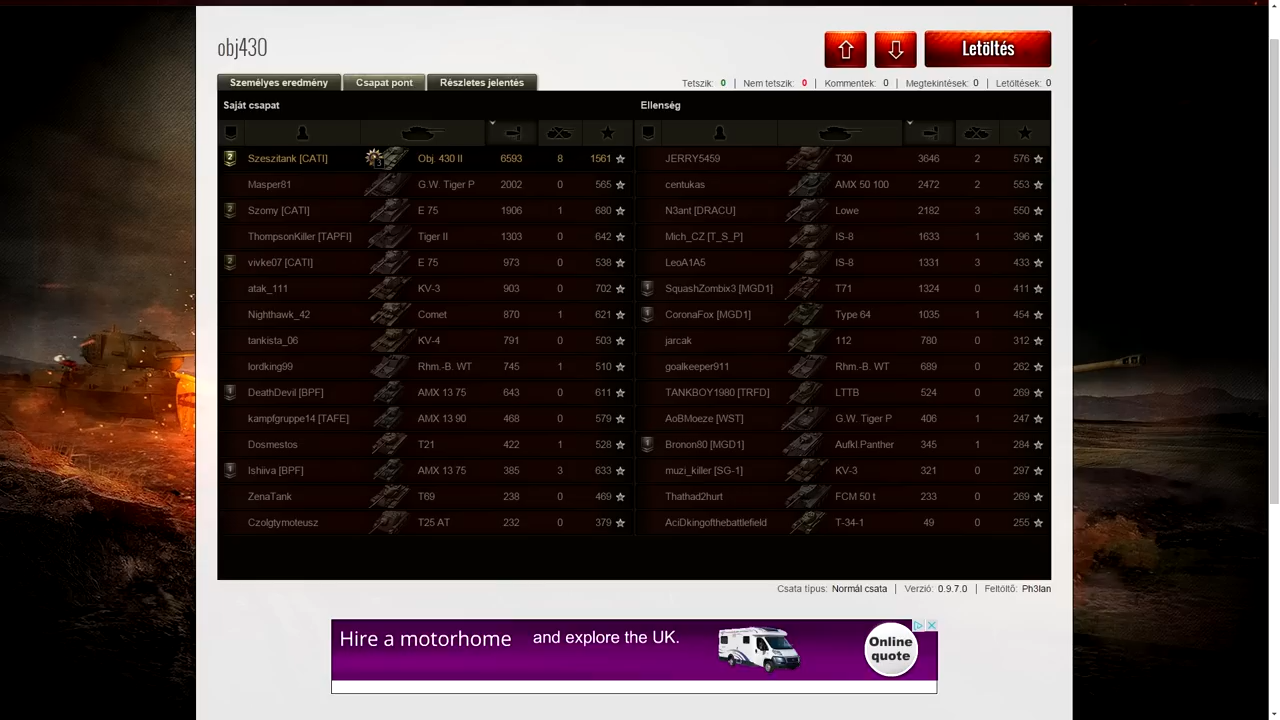 obj430
Letöltés
Személyes eredmény Csapat pont Részletes jelentés
Tetszik: 0 | Nem tetszik: 0 | Kommentek: 0 | Megtekintések: 0 | Letöltések: 0
Saját csapat Ellenség
2 Szeszitank [CATI] 3 Obj. 430 II 6593 8 1561 JERRY5459 T30 3646 2 576
Masper81 G.W. Tiger P 2002 0 565 centukas AMX 50 100 2472 2 553
2 Szomy [CATI] E 75 1906 1 680 N3ant [DRACU] Lowe 2182 3 550
ThompsonKiller [TAPFI] Tiger II 1303 0 642 Mich_CZ [T_S_P] IS-8 1633 1 396
2 vivke07 [CATI] E 75 973 0 538 LeoA1A5 IS-8 1331 3 433
atak_111 KV-3 903 0 702 1 SquashZombix3 [MGD1] T71 1324 0 411
Nighthawk_42 Comet 870 1 621 1 CoronaFox [MGD1] Type 64 1035 1 454
tankista_06 KV-4 791 0 503 jarcak 112 780 0 312
lordking99 Rhm.-B. WT 745 1 510 goalkeeper911 Rhm.-B. WT 689 0 262
1 DeathDevil [BPF] AMX 13 75 643 0 611 TANKBOY1980 [TRFD] LTTB 524 0 269
kampfgruppe14 [TAFE] AMX 13 90 468 0 579 AoBMoeze [WST] G.W. Tiger P 406 1 247
Dosmestos T21 422 1 528 1 Bronon80 [MGD1] Aufkl.Panther 345 1 284
1 Ishiiva [BPF] AMX 13 75 385 3 633 muzi_killer [SG-1] KV-3 321 0 297
ZenaTank T69 238 0 469 Thathad2hurt FCM 50 t 233 0 269
Czolgtymoteusz T25 AT 232 0 379 AciDkingofthebattlefield T-34-1 49 0 255
Csata típus: Normál csata | Verzió: 0.9.7.0 | Feltöltő: Ph3lan
Hire a motorhome and explore the UK. Online
quote